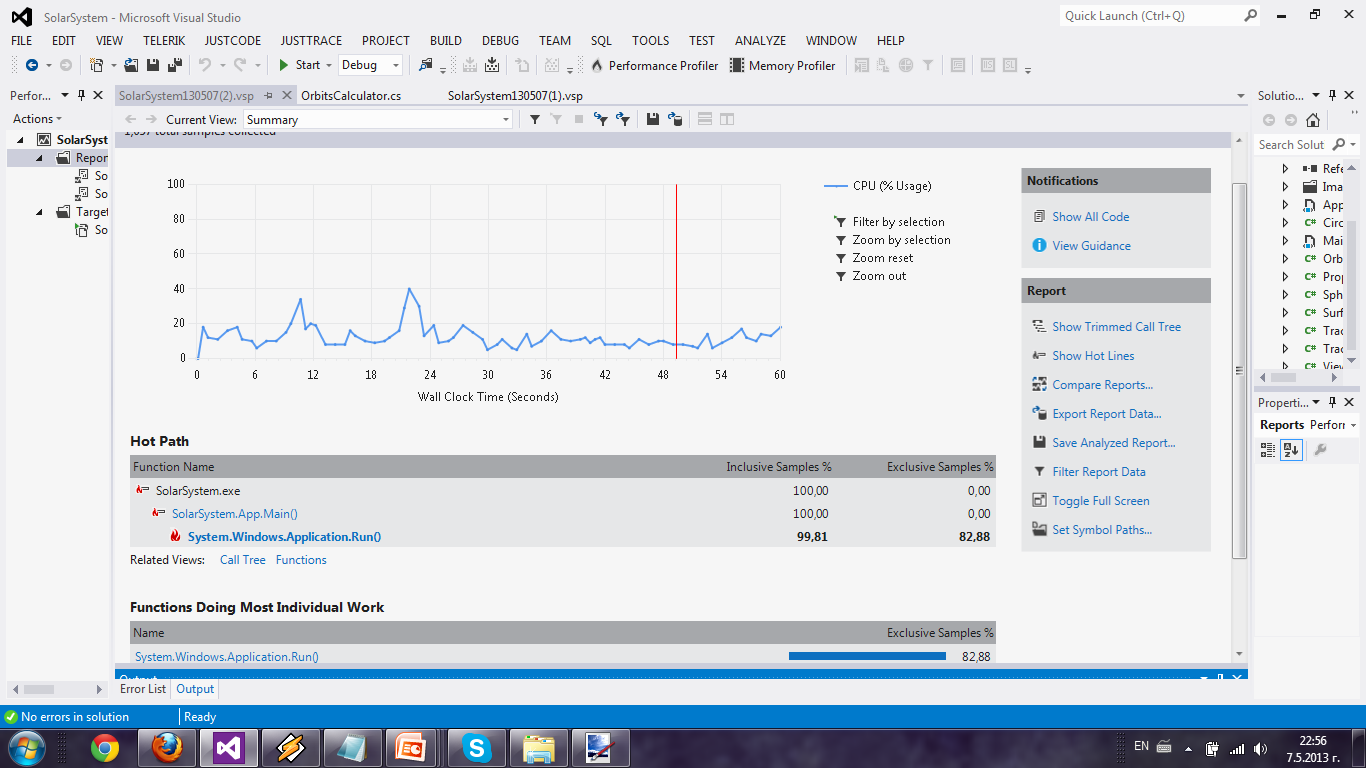 SolarSystem - Microsoft Visual Studio
Quick Launch (Ctrl+Q)
FILE EDIT VIEW TELERIK JUSTCODE JUSTTRACE PROJECT BUILD DEBUG TEAM SQL TOOLS TEST ANALYZE WINDOW HELP
Start Debug Performance Profiler Memory Profiler
Perfor...
Actions
SolarSyst
Repor
So
So
Target
So
SolarSystem130507(2).vsp OrbitsCalculator.cs SolarSystem130507(1).vsp
Current View: Summary
total samples collected
100
80
60
40
20
0
0 6 12 18 24 30 36 42 48 54 60
Wall Clock Time (Seconds)
CPU (% Usage)
Filter by selection
Zoom by selection
Zoom reset
Zoom out
Hot Path
Function Name Inclusive Samples % Exclusive Samples %
SolarSystem.exe 100,00 0,00
SolarSystem.App.Main() 100,00 0,00
System.Windows.Application.Run() 99,81 82,88
Related Views: Call Tree Functions
Functions Doing Most Individual Work
Name Exclusive Samples %
System.Windows.Application.Run() 82,88
Notifications
Show All Code
View Guidance
Report
Show Trimmed Call Tree
Show Hot Lines
Compare Reports...
Export Report Data...
Save Analyzed Report...
Filter Report Data
Toggle Full Screen
Set Symbol Paths...
Solutio...
Search Solut
Refe
Ima
App
C# Circ
Mai
C# Orb
C# Prop
C# Sph
C# Surf
C# Trac
C# Trac
C# View
Properti...
Reports Perforr
Output
Error List Output
No errors in solution Ready
EN
22:56
7.5.2013 г.